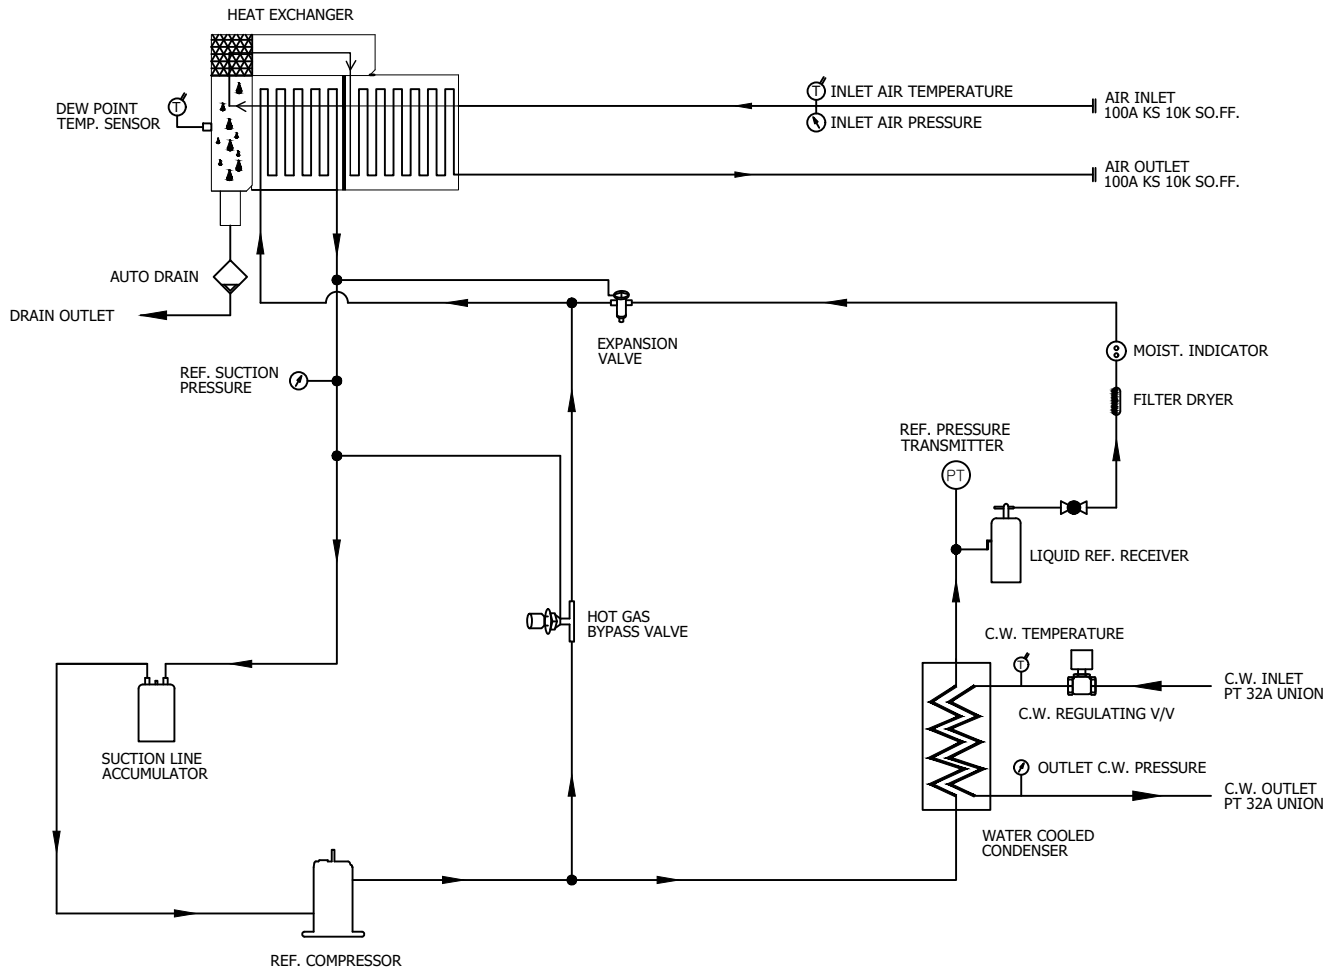 HEAT EXCHANGER
DEW POINT
TEMP. SENSOR
T
T
INLET AIR TEMPERATURE
INLET AIR PRESSURE
AIR INLET
100A KS 10K SO.FF.
AIR OUTLET
100A KS 10K SO.FF.
AUTO DRAIN
DRAIN OUTLET
EXPANSION
VALVE
MOIST. INDICATOR
REF. SUCTION
PRESSURE
FILTER DRYER
REF. PRESSURE
TRANSMITTER
PT
LIQUID REF. RECEIVER
HOT GAS
BYPASS VALVE
C.W. TEMPERATURE
T
C.W. INLET
PT 32A UNION
C.W. REGULATING V/V
SUCTION LINE
ACCUMULATOR
OUTLET C.W. PRESSURE
C.W. OUTLET
PT 32A UNION
WATER COOLED
CONDENSER
REF. COMPRESSOR